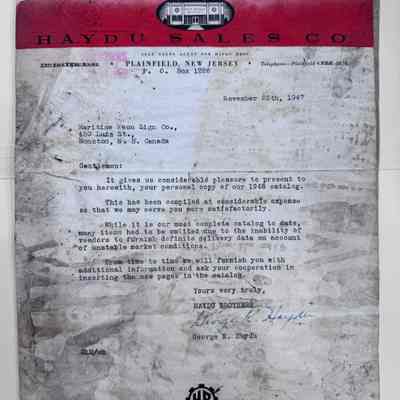 HAYDU SALES CO
PLAINFIELD, NEW JERSEY
P. O. Box 1226
November 25th, 1947
Maritime Neon Sign Co.,
Moncton, N. B. Canada
Gentlemen:
It gives us considerable pleasure to present to
you herewith, your personal copy of our 1948 catalog.
This has been compiled at considerable expense
so that we may serve you more satisfactorily.
While it is our most complete catalog to date,
many items had to be omitted due to the inability of
vendors to furnish definite delivery data on account
of unstable market conditions.
From time to time we will furnish you with
additional information and ask your cooperation in
inserting the new pages in the catalog.
Yours very truly,
HAYDU BROTHERS
George Haydu
George Haydu